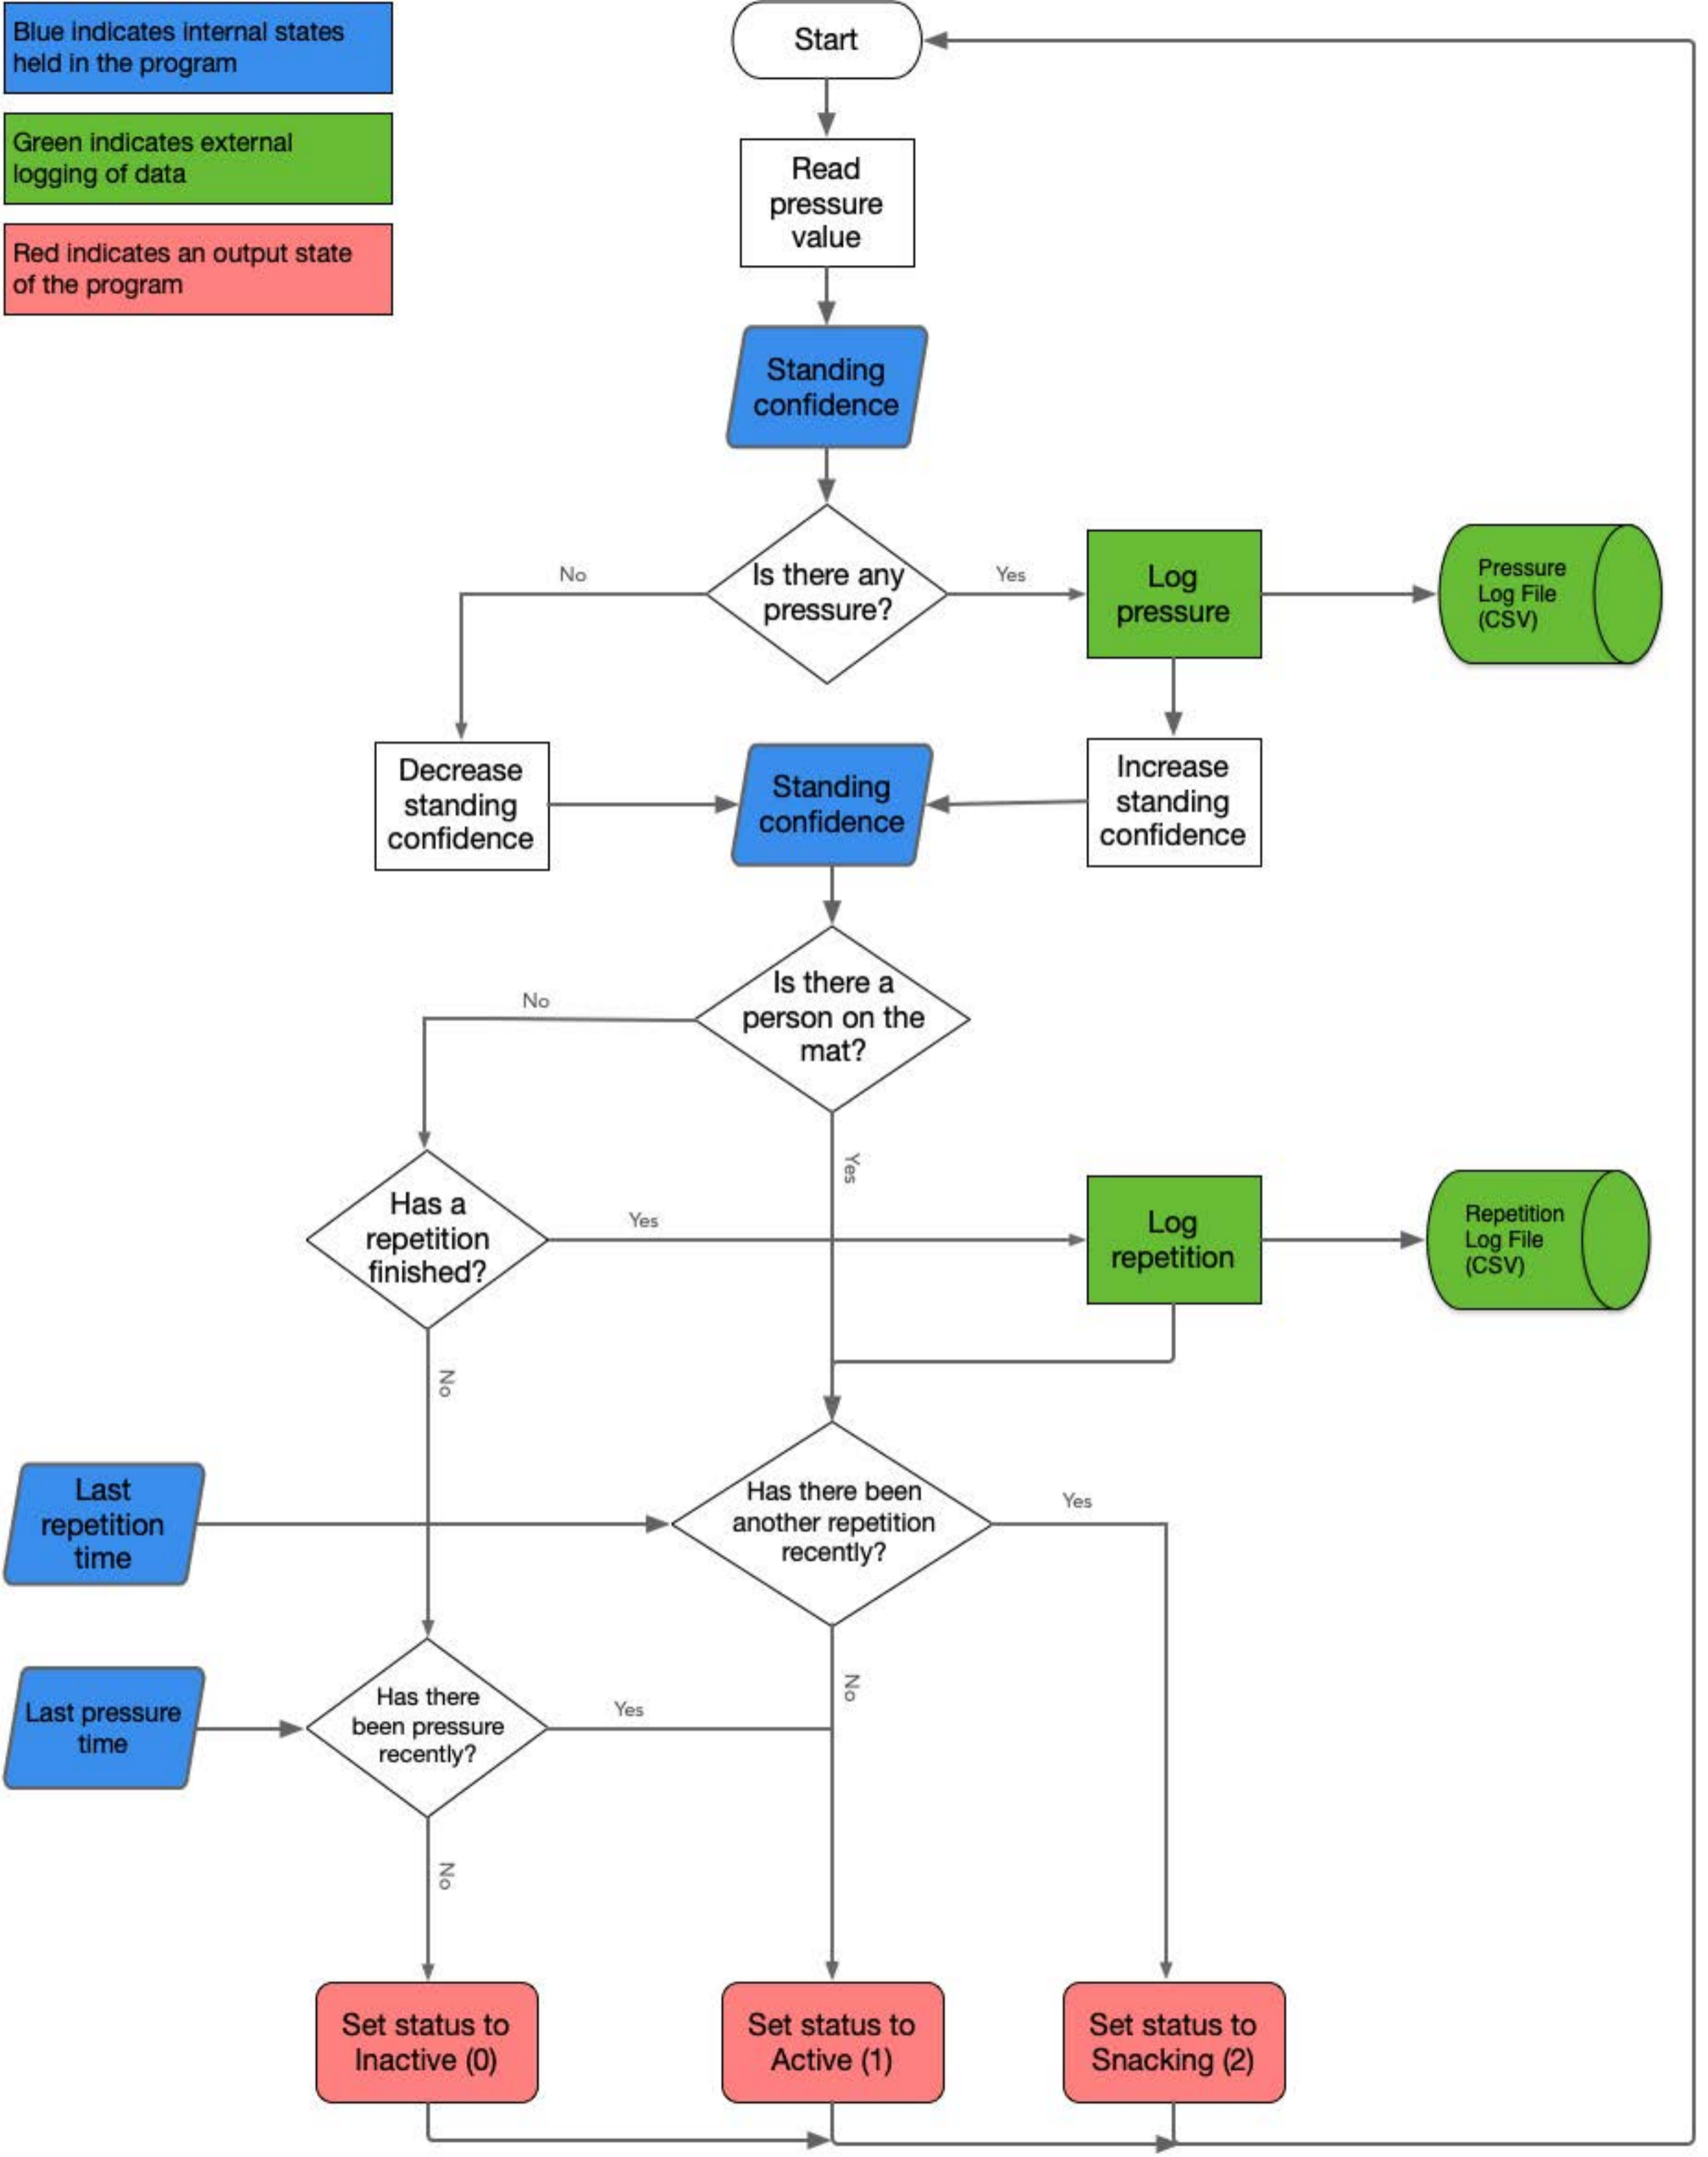 Blue indicates internal states
held in the program
Green indicates external
logging of data
Red indicates an output state
of the program
Start
Read
pressure
value
Standing
confidence
Is there any
pressure?
No
Yes
Log
pressure
Pressure
Log File
(CSV)
Decrease
standing
confidence
Standing
confidence
Increase
standing
confidence
Is there a
person on the
mat?
No
Yes
Has a
repetition
finished?
Yes
Log
repetition
Repetition
Log File
(CSV)
No
Last
repetition
time
Has there been
another repetition
recently?
Yes
No
Last pressure
time
Has there
been pressure
recently?
Yes
No
Set status to
Inactive (0)
Set status to
Active (1)
Set status to
Snacking (2)